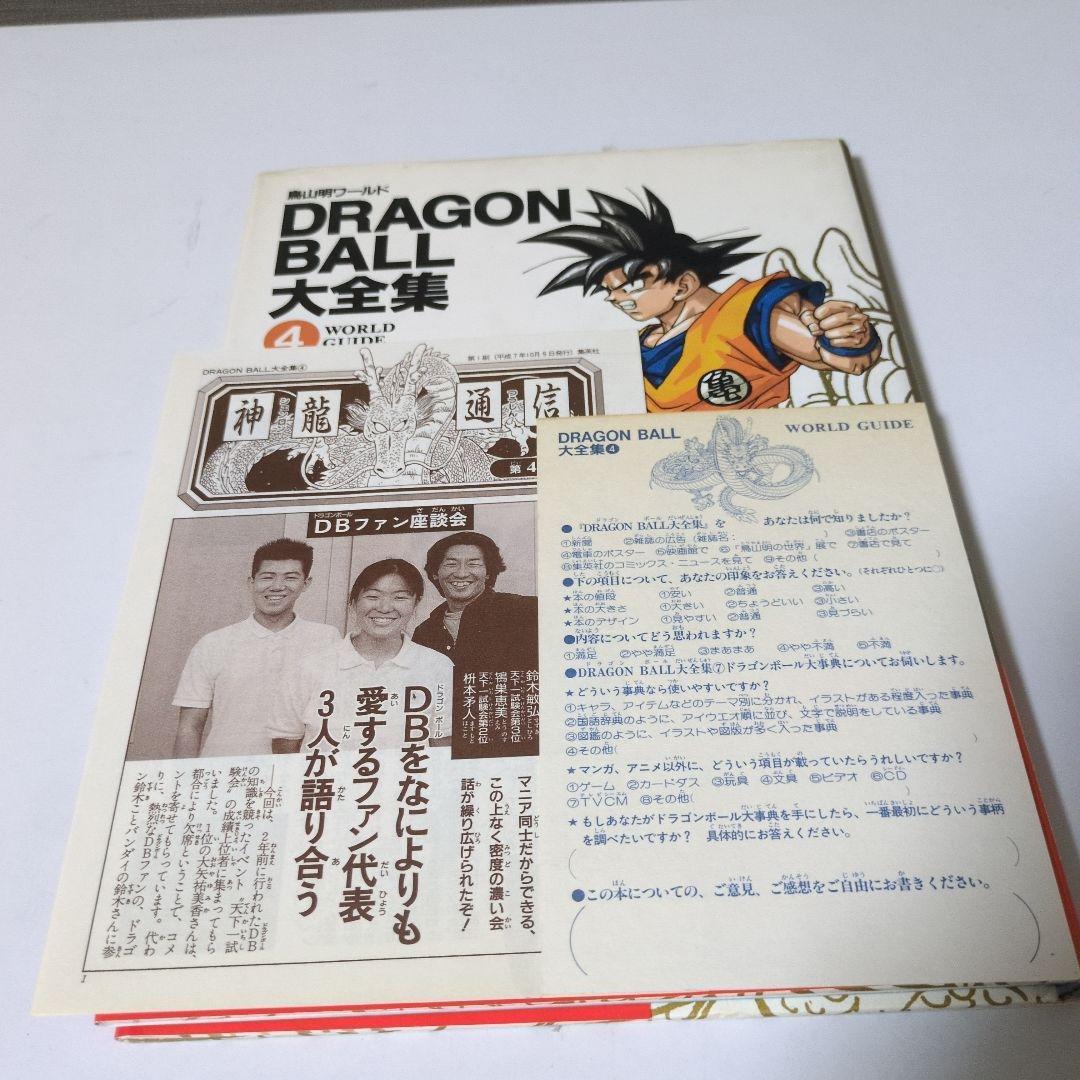 鳥山明ワールド
DRAGON
BALL
大全集
4 WORLD
GUIDE
亀
DRAGON BALL大全集④
第1刷(平成7年10月9日発行)集英社
神龍通信
シェンロン つうしん
第4
ドラゴンボール ざだんかい
DBファン座談会
鈴木敏弘
天下一試験会第3位
鴇巣恵美
天下一試験会第2位
枡本孝人
DBをなによりも
愛するファン代表
3人が語り合う
マニア同士だからできる、
この上なく密度の濃い会
話が繰り広げられたぞ!
―今回は、2年前に行われたDB
の知識を競ったイベント“天下一試
験会”の成績上位者に集まってもら
いました。1位の大矢祐美香さんは、
都合により欠席ということで、コメ
ントを寄せてもらっています。代わ
りに、熱烈なDBファンの、ドラゴ
ン鈴木ことバンダイの鈴木さんに参
1
DRAGON BALL
大全集❹
WORLD GUIDE
●『DRAGON BALL大全集』を あなたは何で知りましたか?
①新聞 ②雑誌の広告(雑誌名: ) ③書店のポスター
④電車のポスター ⑤映画館で ⑥「鳥山明の世界」展で ⑦書店で見て
⑧集英社のコミックス・ニュースを見て ⑨その他( )
●下の項目について、あなたの印象をお答えください。(それぞれひとつに○)
★本の値段 ①安い ②普通 ③高い
★本の大きさ ①大きい ②ちょうどいい ③小さい
★本のデザイン ①見やすい ②普通 ③見づらい
●内容についてどう思われますか?
①満足 ②やや満足 ③まあまあ ④やや不満 ⑤不満
●DRAGON BALL大全集⑦ドラゴンボール大事典についてお伺いします。
★どういう事典なら使いやすいですか?
①キャラ、アイテムなどのテーマ別に分かれ、イラストがある程度入った事典
②国語辞典のように、アイウエオ順に並び、文字で説明をしている事典
③図鑑のように、イラストや図版が多く入った事典
④その他( )
★マンガ、アニメ以外に、どういう項目が載っていたらうれしいですか?
①ゲーム ②カードダス ③玩具 ④文具 ⑤ビデオ ⑥CD
⑦TVCM ⑧その他( )
★もしあなたがドラゴンボール大事典を手にしたら、一番最初にどういう事柄
を調べたいですか? 具体的にお答えください。
●この本についての、ご意見、ご感想をご自由にお書きください。